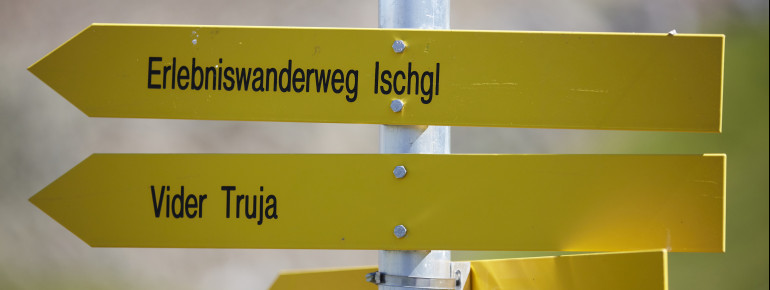 Erlebniswanderweg Ischgl
Vider Truja